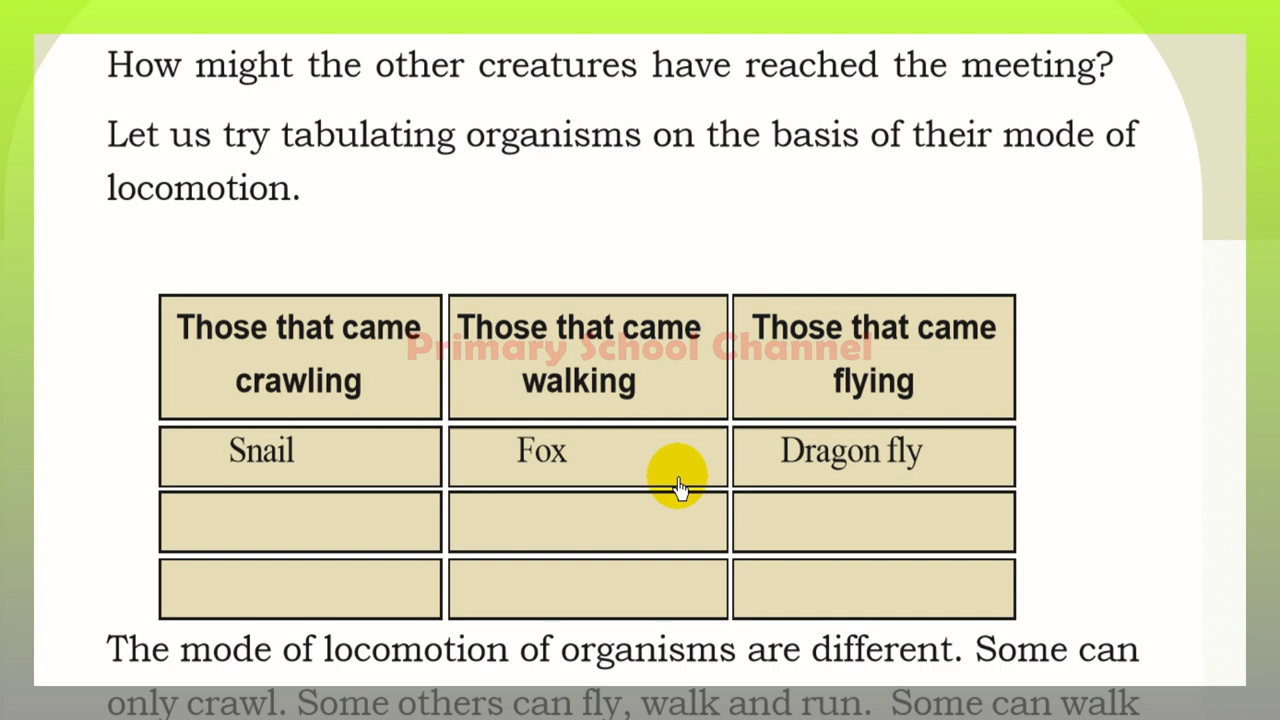 How might the other creatures have reached the meeting?
Let us try tabulating organisms on the basis of their mode of
locomotion.
Those that came crawling
Those that came walking
Those that came flying
Primary School Channel
Snail
Fox
Dragon fly
The mode of locomotion of organisms are different. Some can
only crawl. Some others can fly, walk and run. Some can walk